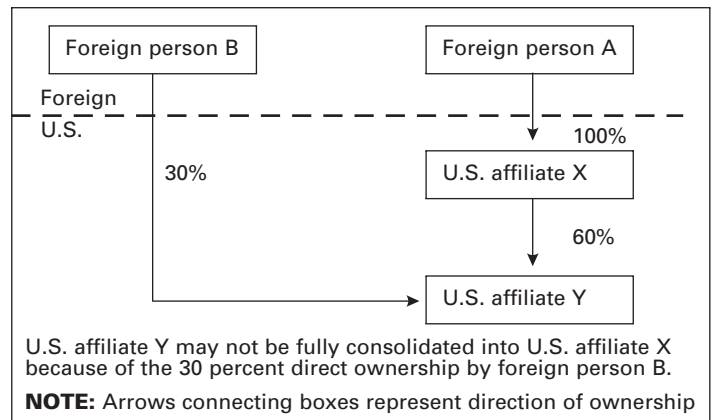 Foreign person B
Foreign person A
Foreign
U.S.
100%
30%
U.S. affiliate X
60%
U.S. affiliate Y
U.S. affiliate Y may not be fully consolidated into U.S. affiliate X
because of the 30 percent direct ownership by foreign person B.
NOTE: Arrows connecting boxes represent direction of ownership